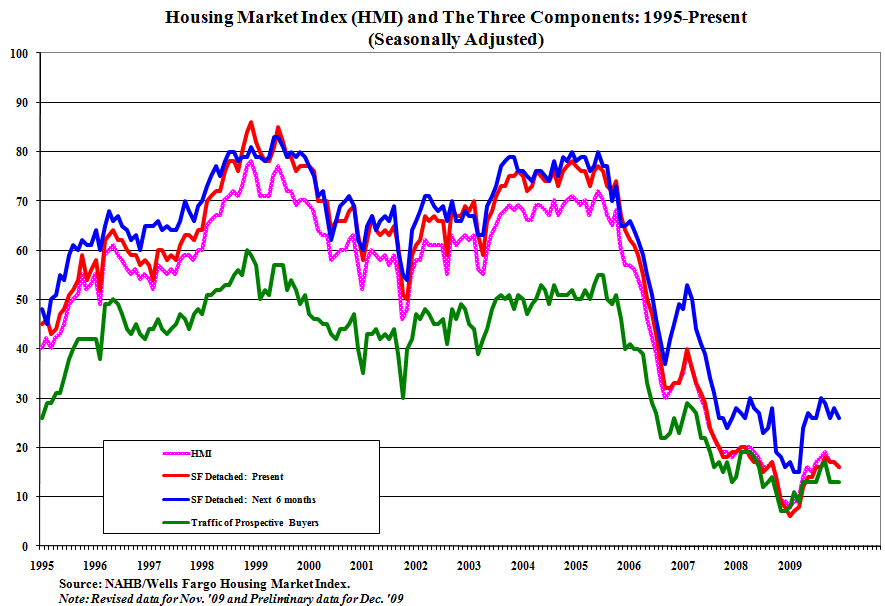 Housing Market Index (HMI) and The Three Components: 1995-Present
(Seasonally Adjusted)
100
90
80
70
60
50
40
30
20
10
0
HMI
SF Detached: Present
SF Detached: Next 6 months
Traffic of Prospective Buyers
1995 1996 1997 1998 1999 2000 2001 2002 2003 2004 2005 2006 2007 2008 2009
Source: NAHB/Wells Fargo Housing Market Index.
Note: Revised data for Nov. '09 and Preliminary data for Dec. '09